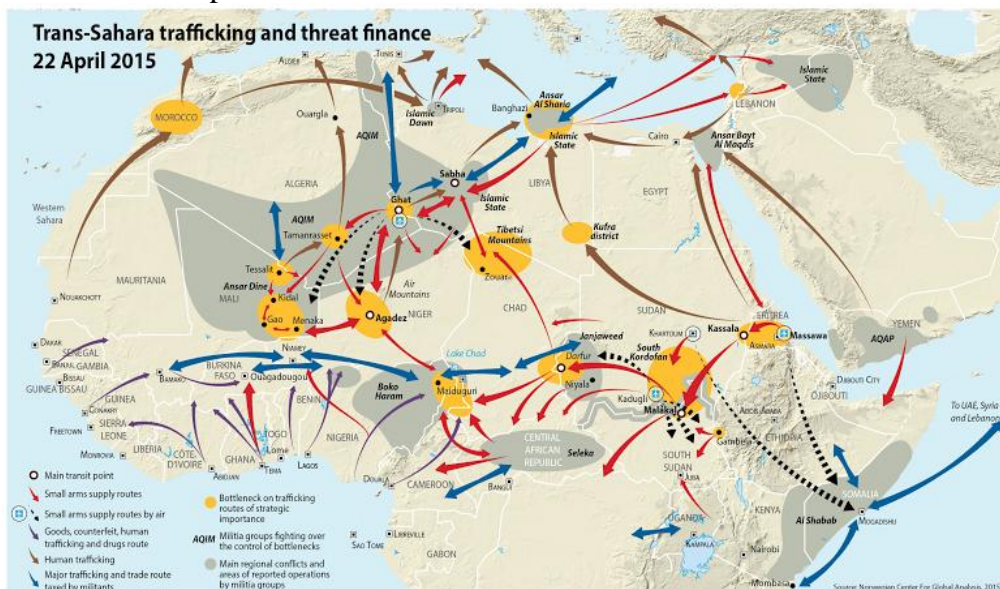 Trans-Sahara trafficking and threat finance
22 April 2015
ALGIER
TUNIS
Islamic
State
MOROCCO
Ouargla
AQIM
Islamic
Dawn
TRIPOLI
Banghazi
Ansar
Al Sharia
Islamic
State
LEBANON
Cairo
Ansar Bayt
Al Maqdis
Western
Sahara
ALGERIA
AQIM
Tamanrasset
Ghat
Sabha
Islamic
State
LIBYA
EGYPT
Tibetsi
Mountains
Zouar
Kufra
district
MAURITANIA
Tessalit
Ansar Dine
MALI
Kidal
Gao
Menaka
Air
Mountains
Agadez
NIGER
CHAD
SUDAN
NOUAKCHOTT
DAKAR
SENEGAL
GAMBIA
BANJUL
BISSAU
GUINEA BISSAU
NIAMEY
BAMAKO
BURKINA
FASO
Ouagadougou
BENIN
Lake Chad
Boko
Haram
Maiduguri
Janjaweed
Darfur
Niyala
KHARTOUM
South
Kordofan
Kadugli
Malakal
Kassala
ERITREA
ASMARA
Massawa
YEMEN
AQAP
DJIBOUTI CITY
DJIBOUTI
ADDIS ABABA
ETHIOPIA
Gambela
To UAE, Syria
and Lebanon
GUINEA
CONAKRY
FREETOWN
SIERRA
LEONE
MONROVIA
LIBERIA
CÔTE
D'IVOIRE
ABIDJAN
GHANA
TOGO
Lome
TEMA
LAGOS
NIGERIA
DOUALA
CAMEROON
CENTRAL
AFRICAN
REPUBLIC
Seleka
BANGUI
SOUTH
SUDAN
JUBA
UGANDA
KAMPALA
KENYA
Nairobi
Mombasa
SOMALIA
MOGADISHU
Al Shabab
SAO TOME
LIBREVILLE
GABON
Main transit point
Small arms supply routes
Small arms supply routes by air
Goods, counterfeit, human
trafficking and drugs route
Human trafficking
Major trafficking and trade route
taxed by militants
Bottleneck on trafficking
routes of strategic
importance
AQIM
Militia groups fighting over
the control of bottlenecks
Main regional conflicts and
areas of reported operations
by militia groups
Source: Norwegian Center For Global Analysis, 2015